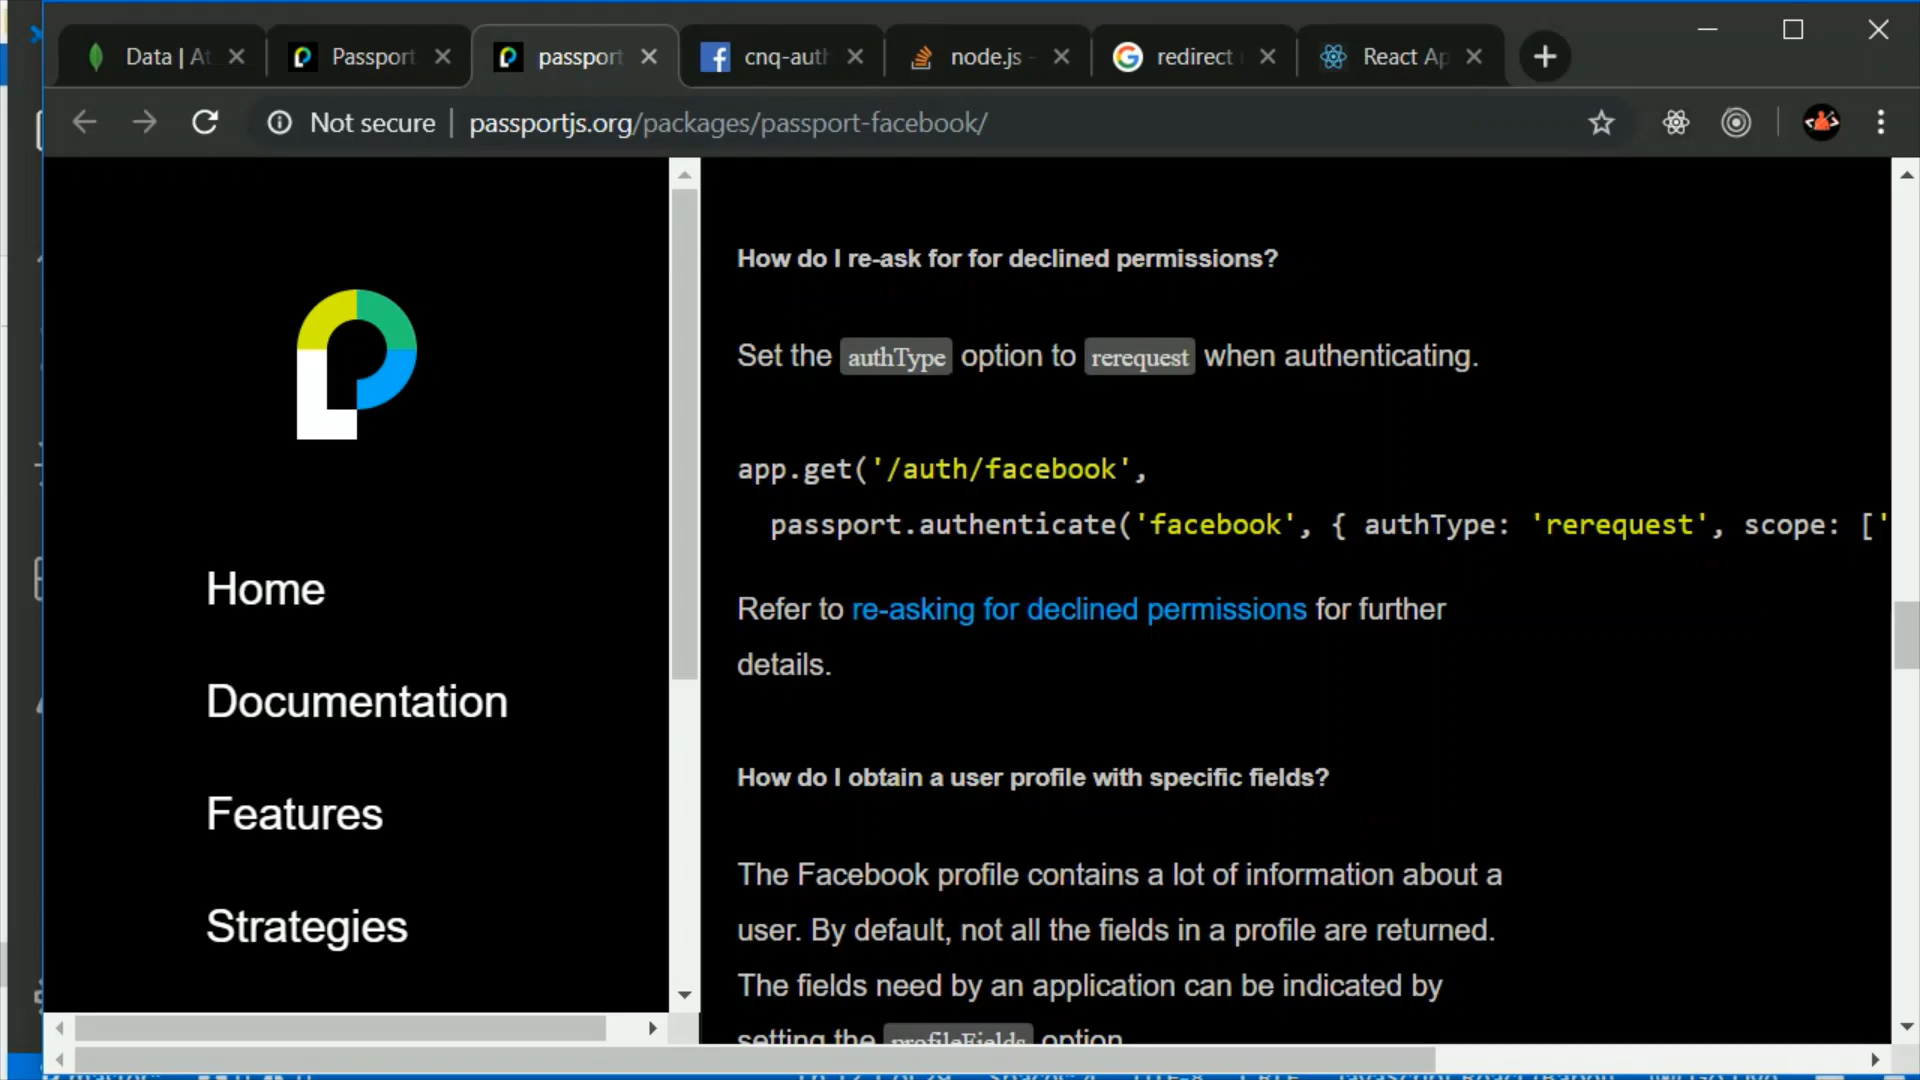 Data | At
Passport
passport
cnq-auth
node.js -
redirect
React Ap
Not secure
passportjs.org/packages/passport-facebook/
Home
Documentation
Features
Strategies
How do I re-ask for for declined permissions?
Set the authType option to rerequest when authenticating.
app.get('/auth/facebook',
passport.authenticate('facebook', { authType: 'rerequest', scope: ['
Refer to re-asking for declined permissions for further
details.
How do I obtain a user profile with specific fields?
The Facebook profile contains a lot of information about a
user. By default, not all the fields in a profile are returned.
The fields need by an application can be indicated by
setting the profileFields option